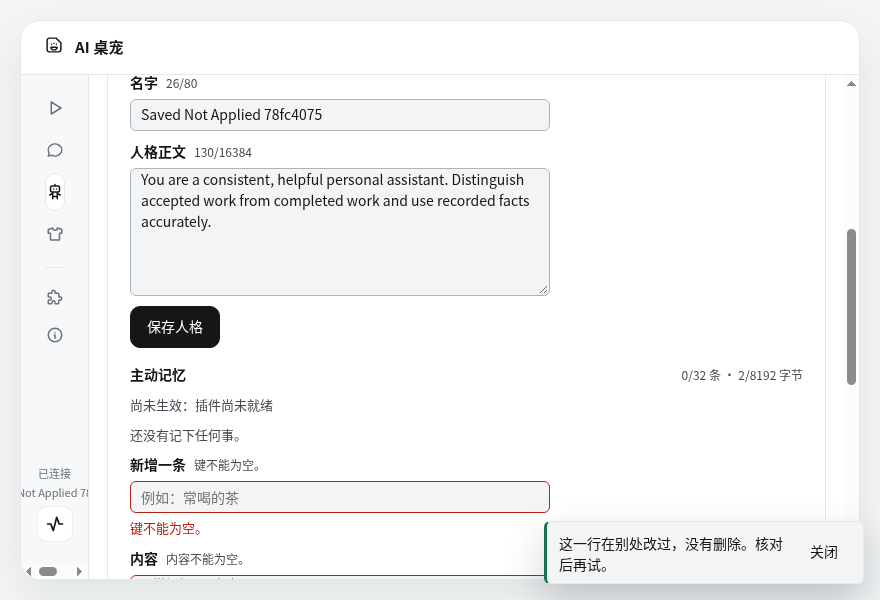 AI 桌宠
名字 26/80
Saved Not Applied 78fc4075
人格正文 130/16384
You are a consistent, helpful personal assistant. Distinguish
accepted work from completed work and use recorded facts
accurately.
保存人格
主动记忆 0/32 条 · 2/8192 字节
尚未生效：插件尚未就绪
还没有记下任何事。
新增一条 键不能为空。
例如：常喝的茶
键不能为空。
内容 内容不能为空。
已连接
Not Applied 78
这一行在别处改过，没有删除。核对
后再试。
关闭